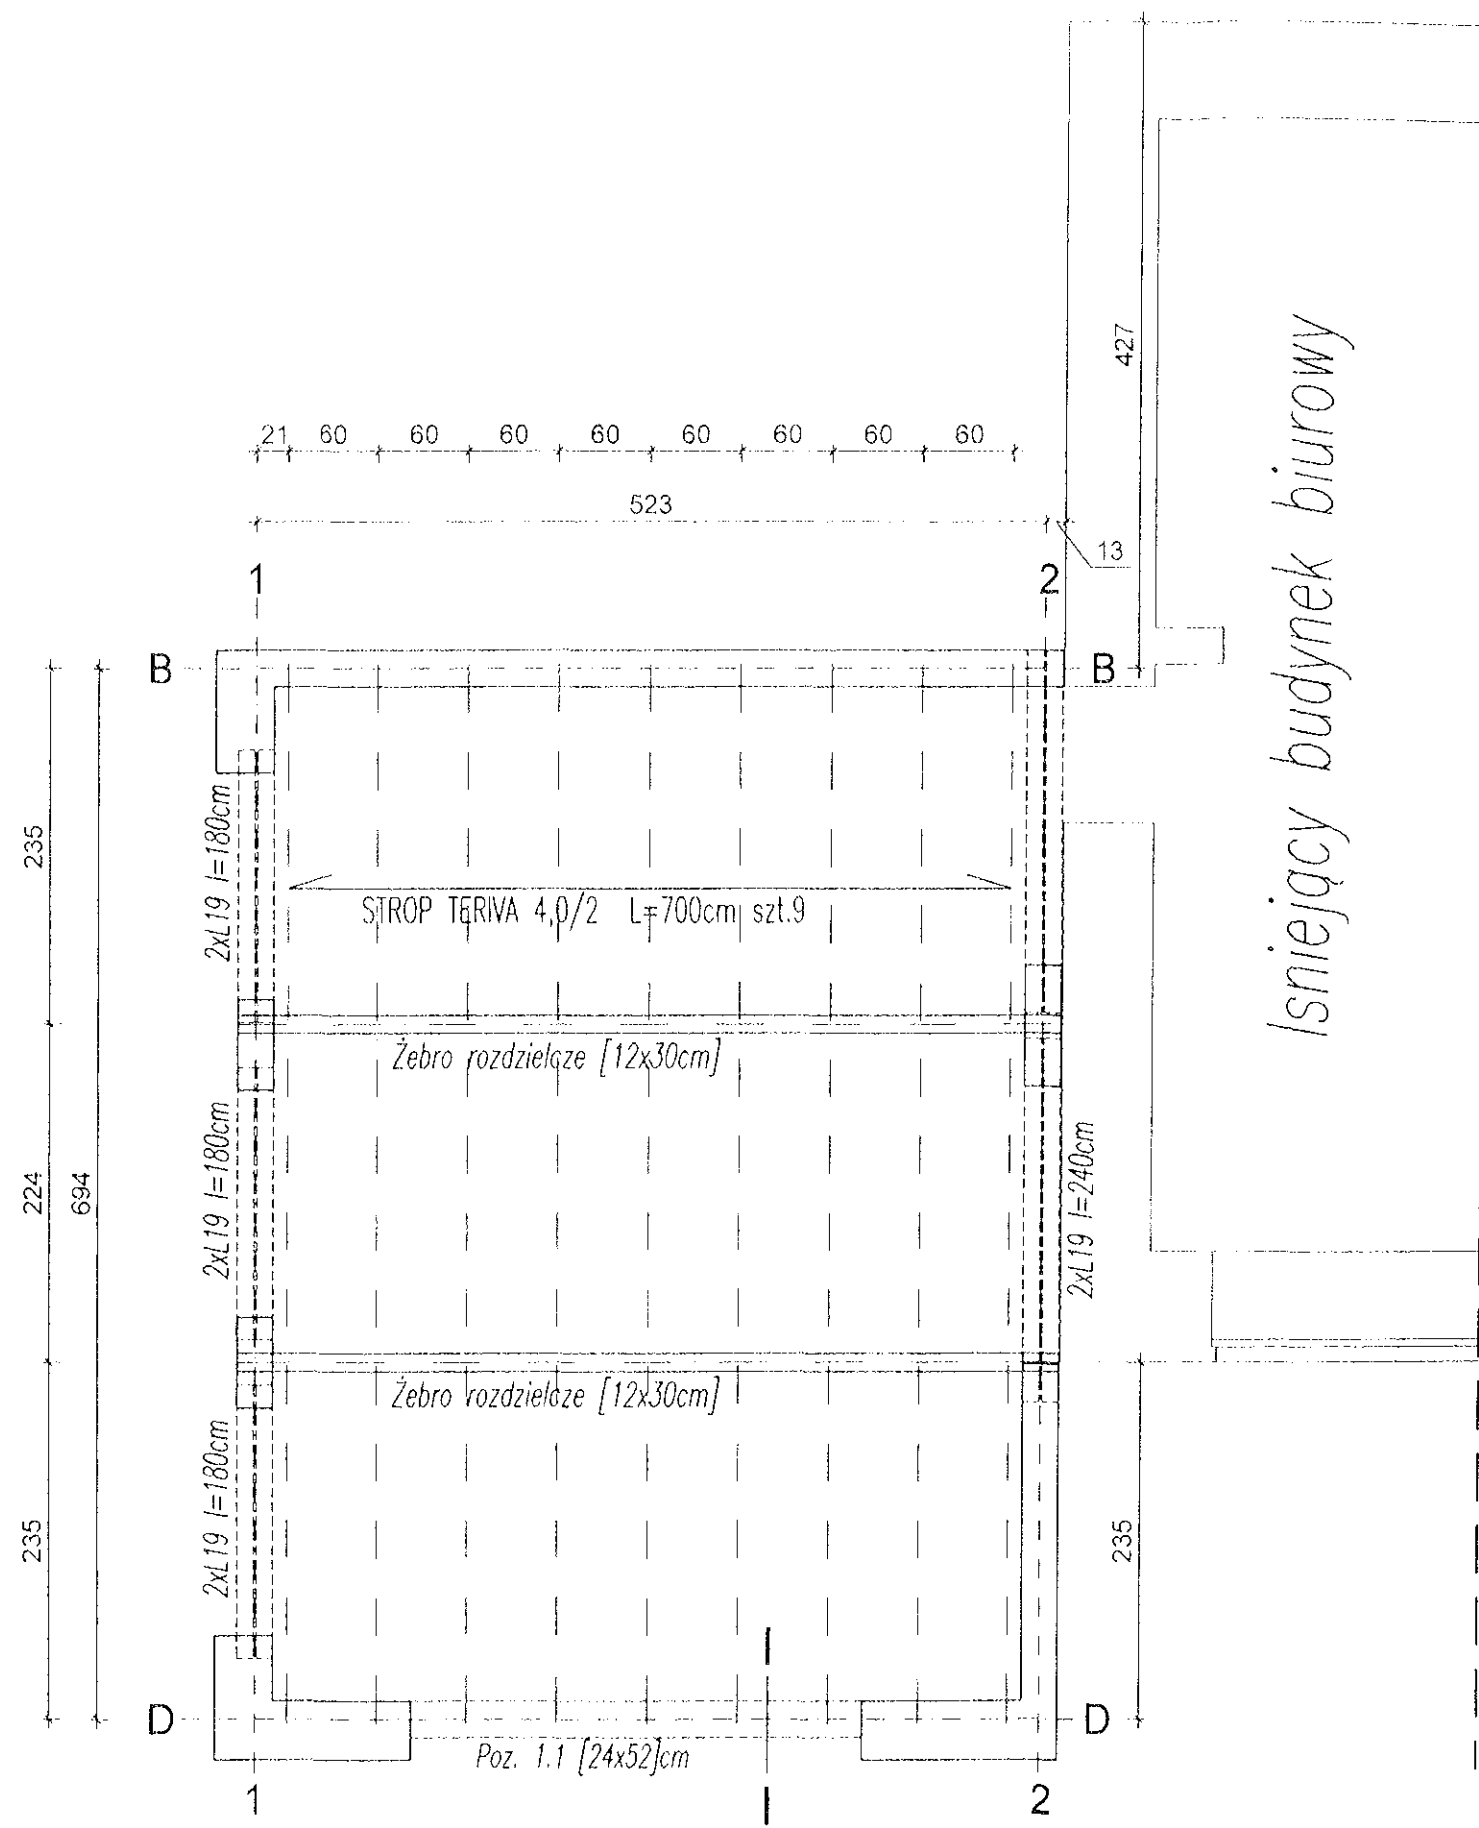 427
21 60 60 60 60 60 60 60 60
523
13
1 2
B B
Isniejący budynek biurowy
235
2xL19 l=180cm
STROP TERIVA 4,0/2 L=700cm szt.9
Żebro rozdzielcze [12x30cm]
224
694
2xL19 l=180cm
2xL19 l=240cm
Żebro rozdzielcze [12x30cm]
235
2xL19 l=180cm
235
D D
Poz. 1.1 [24x52]cm
1 I 2